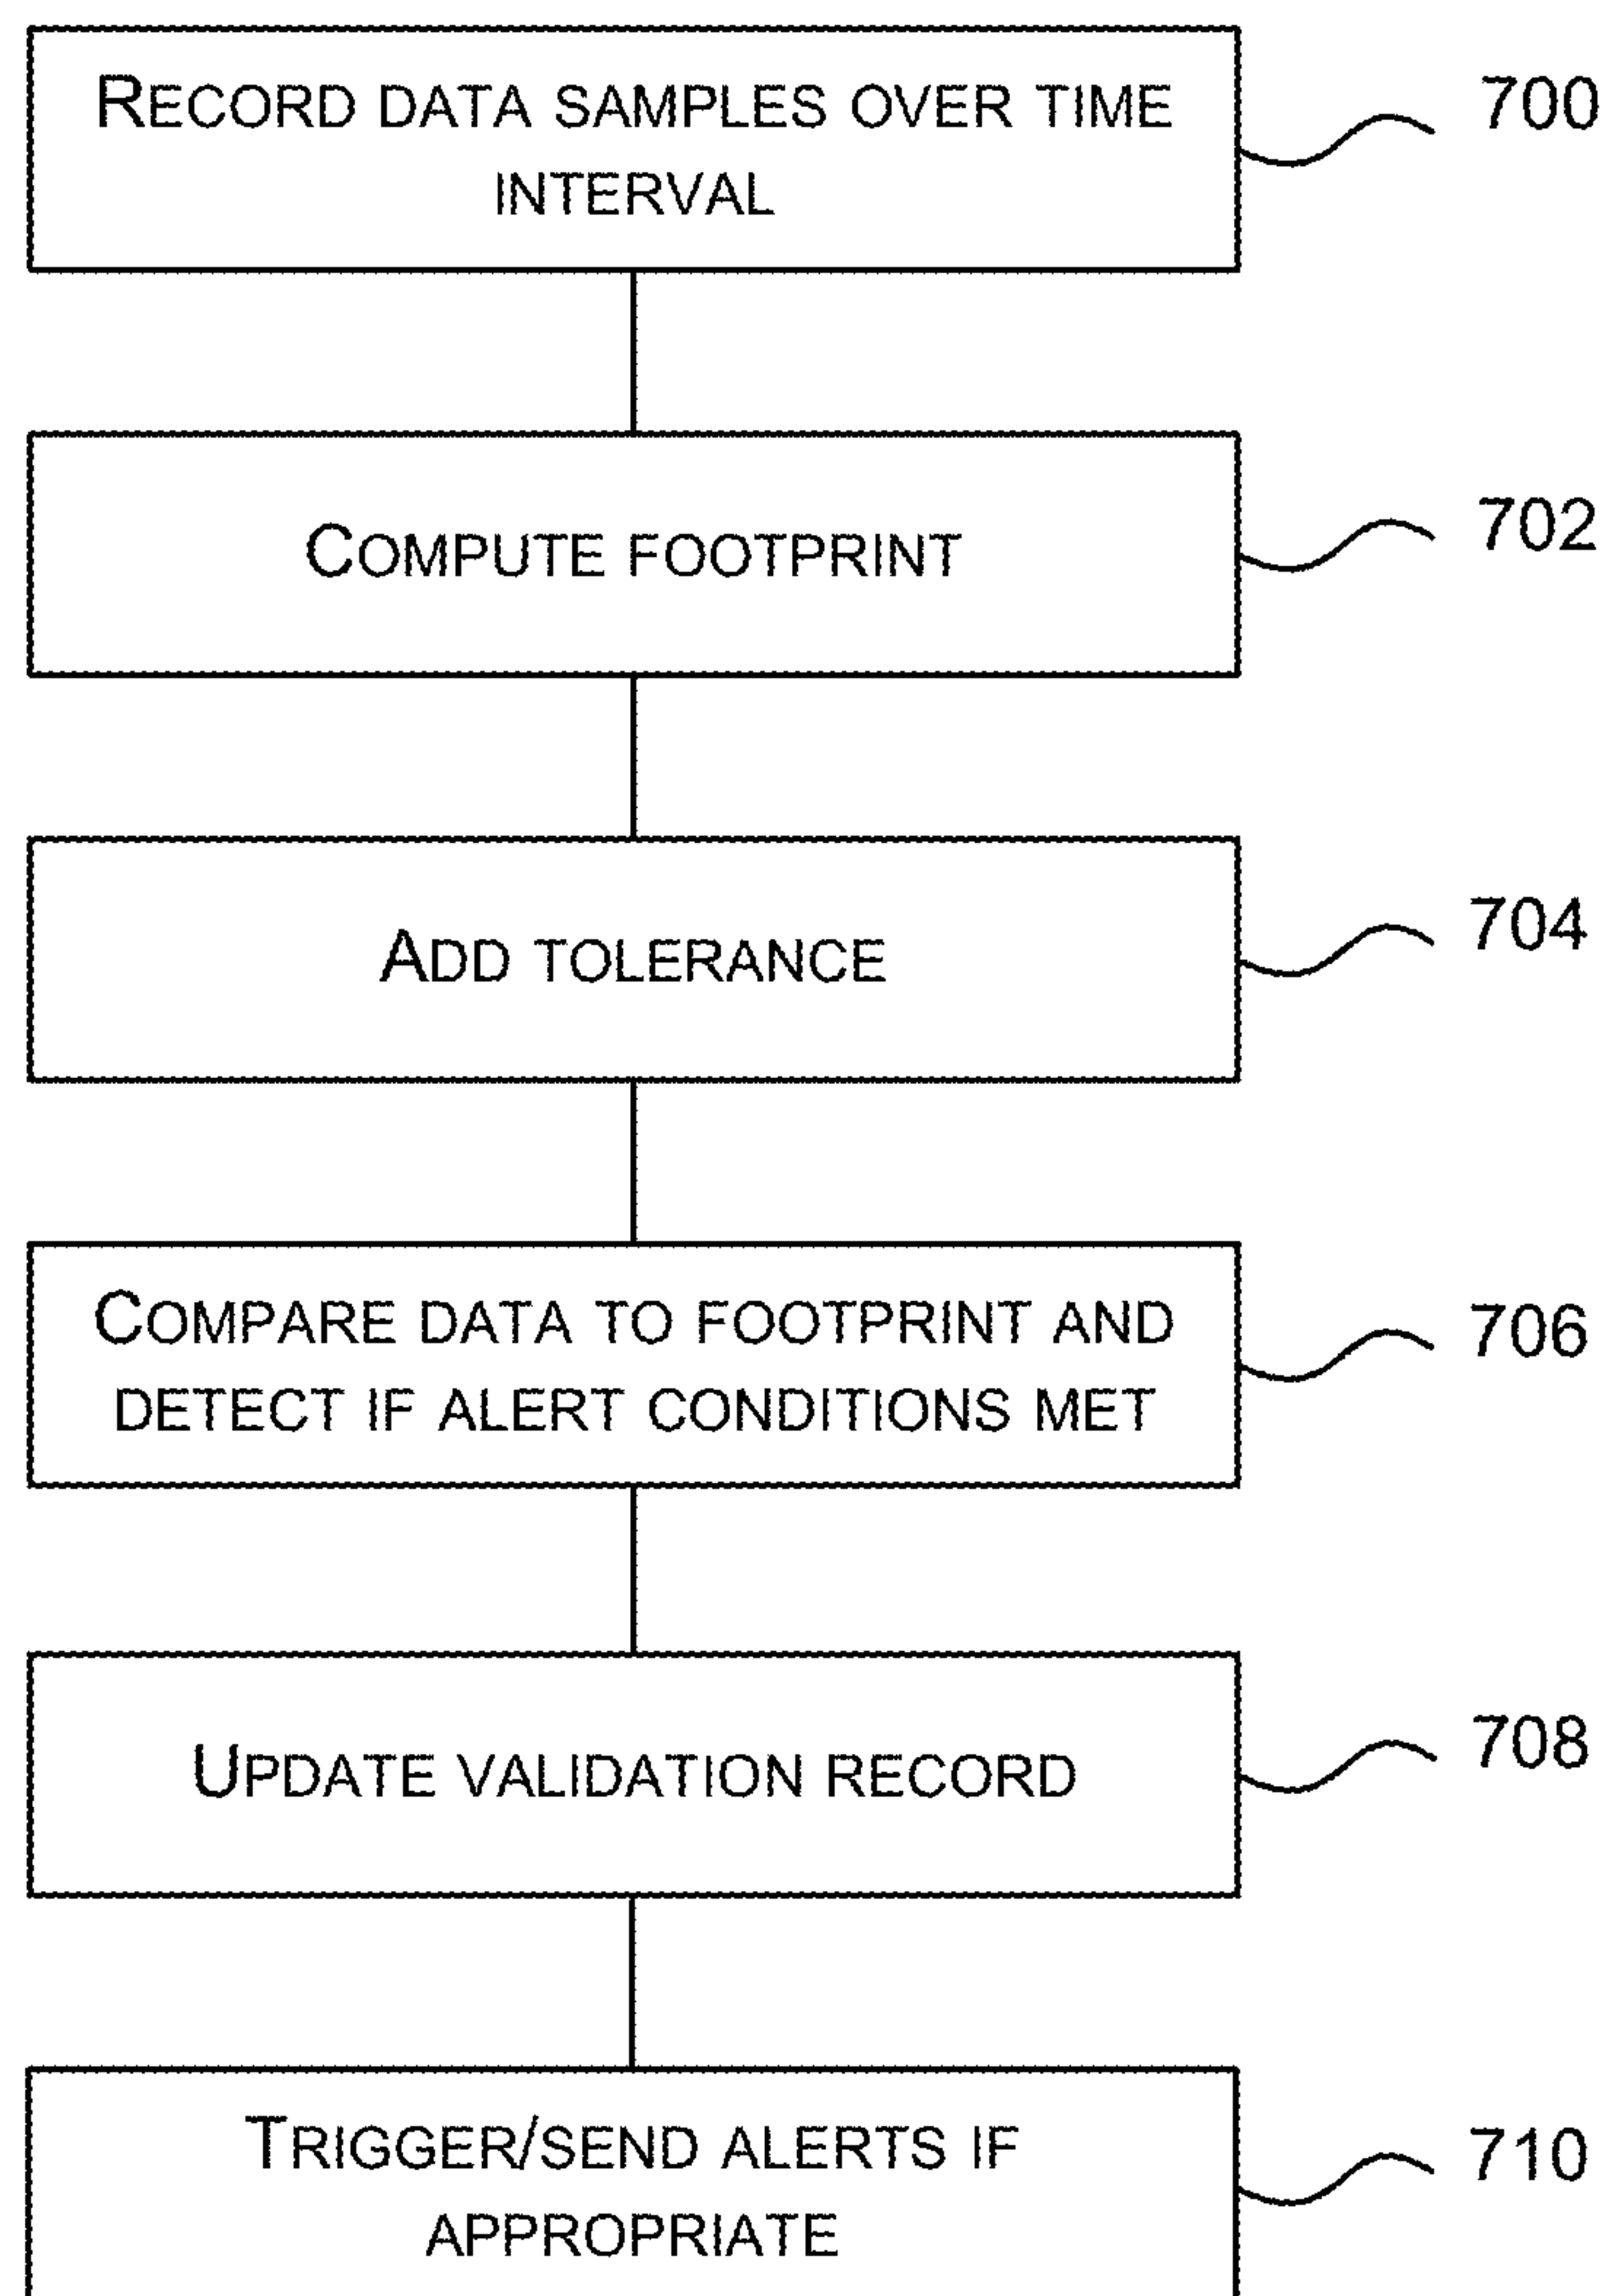 RECORD DATA SAMPLES OVER TIME
INTERVAL
700
COMPUTE FOOTPRINT
702
ADD TOLERANCE
704
COMPARE DATA TO FOOTPRINT AND
DETECT IF ALERT CONDITIONS MET
706
UPDATE VALIDATION RECORD
708
TRIGGER/SEND ALERTS IF
APPROPRIATE
710